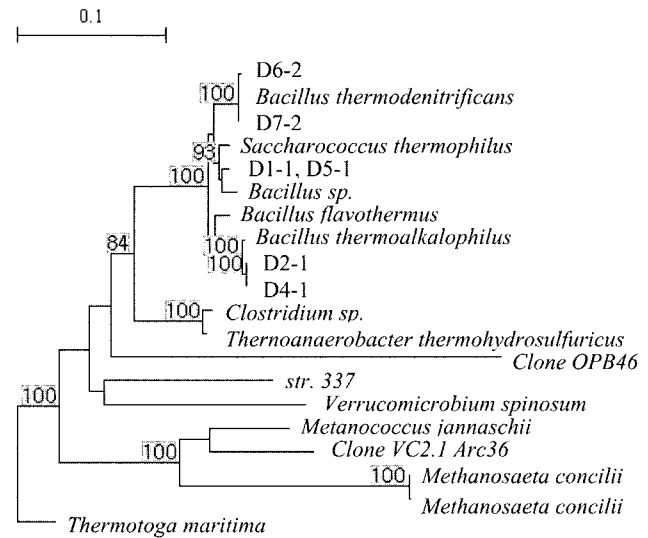 0.1
D6-2
100
Bacillus thermodenitrificans
D7-2
93
Saccharococcus thermophilus
100
D1-1, D5-1
Bacillus sp.
Bacillus flavothermus
84
100
Bacillus thermoalkalophilus
100
D2-1
D4-1
100
Clostridium sp.
Thernoanaerobacter thermohydrosulfuricus
Clone OPB46
str. 337
100
Verrucomicrobium spinosum
Metanococcus jannaschii
100
Clone VC2.1 Arc36
100
Methanosaeta concilii
Methanosaeta concilii
Thermotoga maritima